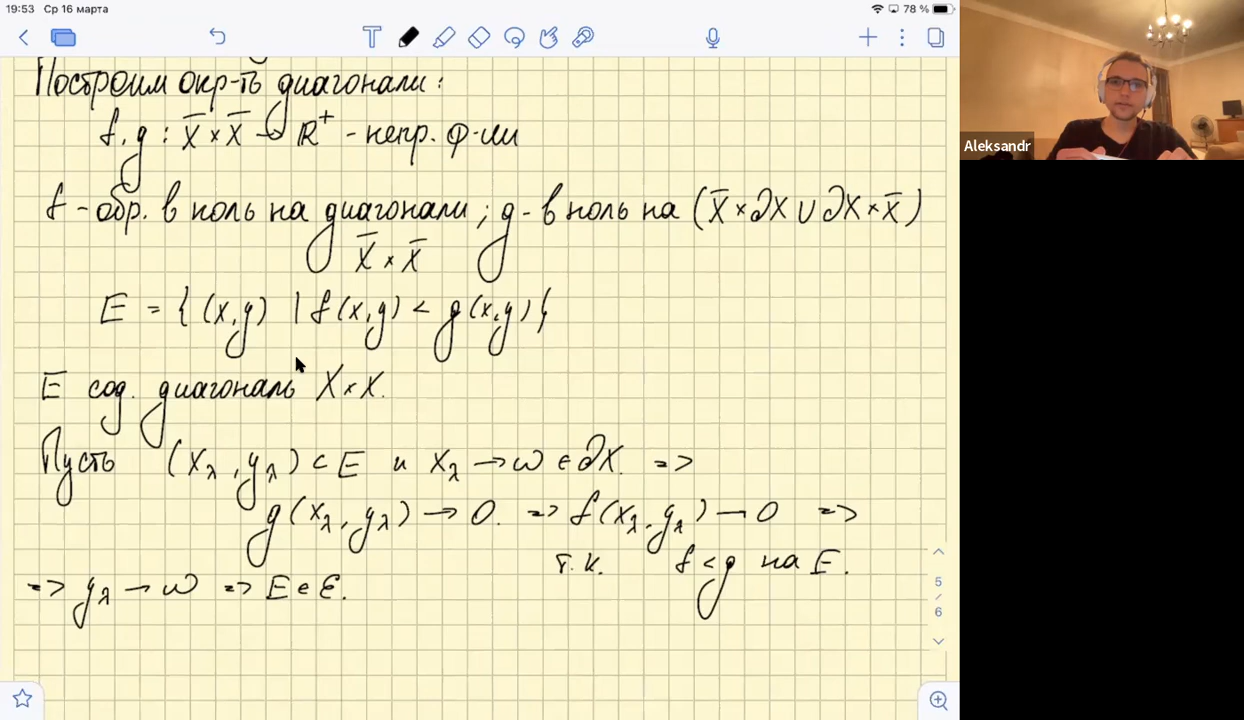 19:53 Ср 16 марта
78 %
Построим окр-ть диагонали:
f, g : X̅ × X̅ → ℝ⁺ - непр. ф-ии
f - обр. в ноль на диагонали; g - в ноль на (X̅ × ∂X ∪ ∂X × X̅)
X̅ × X̅
E = { (x,y) | f(x,y) < g(x,y) }
E сод. диагональ X × X.
Пусть (x_λ, y_λ) ⊂ E и x_λ → ω ∈ ∂X. =>
g(x_λ, y_λ) → 0. => f(x_λ, y_λ) → 0 =>
т.к. f < g на E.
=> y_λ → ω => E ∈ ℰ.
5
/
6
Aleksandr